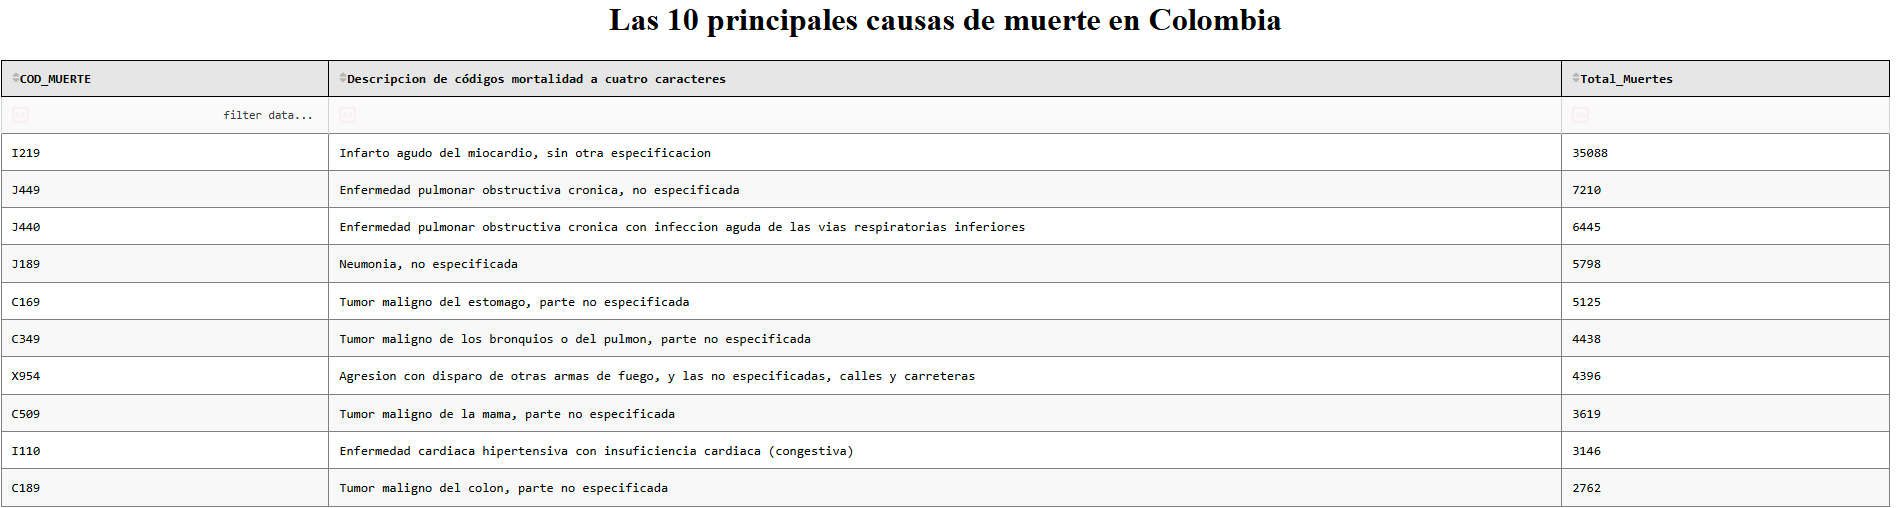 Las 10 principales causas de muerte en Colombia
COD_MUERTE Descripcion de códigos mortalidad a cuatro caracteres Total_Muertes
filter data...
I219 Infarto agudo del miocardio, sin otra especificacion 35088
J449 Enfermedad pulmonar obstructiva cronica, no especificada 7210
J440 Enfermedad pulmonar obstructiva cronica con infeccion aguda de las vias respiratorias inferiores 6445
J189 Neumonia, no especificada 5798
C169 Tumor maligno del estomago, parte no especificada 5125
C349 Tumor maligno de los bronquios o del pulmon, parte no especificada 4438
X954 Agresion con disparo de otras armas de fuego, y las no especificadas, calles y carreteras 4396
C509 Tumor maligno de la mama, parte no especificada 3619
I110 Enfermedad cardiaca hipertensiva con insuficiencia cardiaca (congestiva) 3146
C189 Tumor maligno del colon, parte no especificada 2762